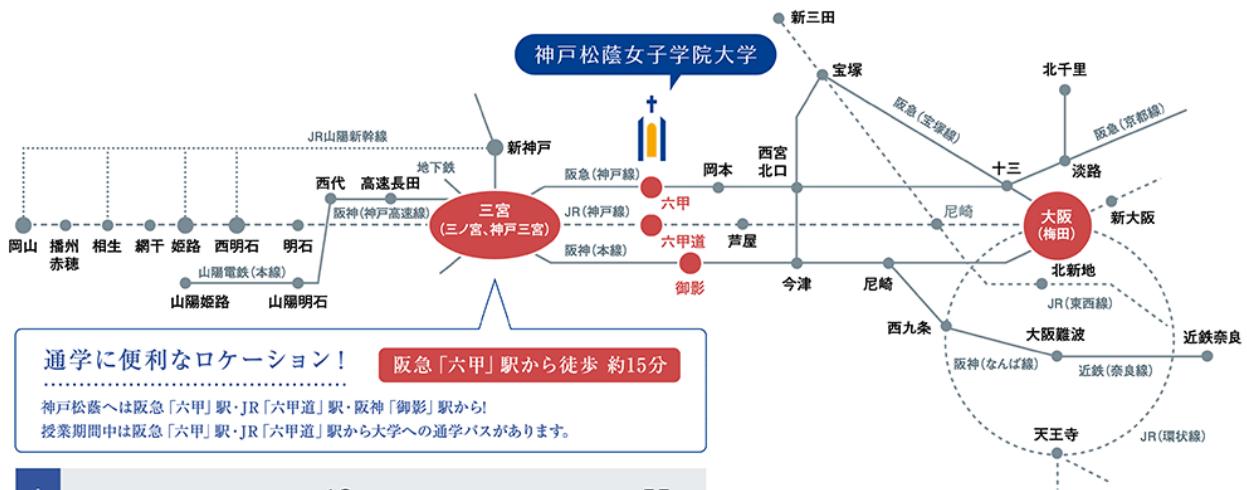 新三田
神戸松蔭女子学院大学
宝塚
北千里
阪急(宝塚線)
阪急(京都線)
JR山陽新幹線
新神戸
地下鉄
西代
高速長田
阪急(神戸線)
岡本
西宮
北口
十三
淡路
六甲
阪神(神戸高速線)
三宮
(三ノ宮、神戸三宮)
JR(神戸線)
尼崎
大阪
(梅田)
新大阪
岡山
播州
赤穂
相生
網干
姫路
西明石
明石
六甲道
芦屋
阪神(本線)
山陽電鉄(本線)
山陽姫路
山陽明石
御影
今津
尼崎
北新地
JR(東西線)
西九条
大阪難波
近鉄奈良
阪神(なんば線)
近鉄(奈良線)
天王寺
JR(環状線)
通学に便利なロケーション!
阪急「六甲」駅から徒歩 約15分
神戸松蔭へは阪急「六甲」駅・JR「六甲道」駅・阪神「御影」駅から!
授業期間中は阪急「六甲」駅・JR「六甲道」駅から大学への通学バスがあります。